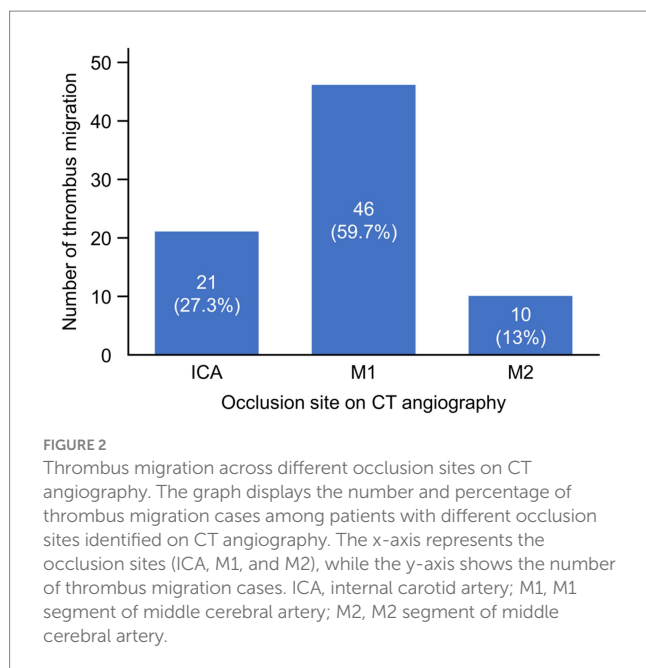 Number of thrombus migration
50
40
30
20
10
0
21
(27.3%)
46
(59.7%)
10
(13%)
ICA
M1
M2
Occlusion site on CT angiography
FIGURE 2
Thrombus migration across different occlusion sites on CT
angiography. The graph displays the number and percentage of
thrombus migration cases among patients with different occlusion
sites identified on CT angiography. The x-axis represents the
occlusion sites (ICA, M1, and M2), while the y-axis shows the number
of thrombus migration cases. ICA, internal carotid artery; M1, M1
segment of middle cerebral artery; M2, M2 segment of middle
cerebral artery.